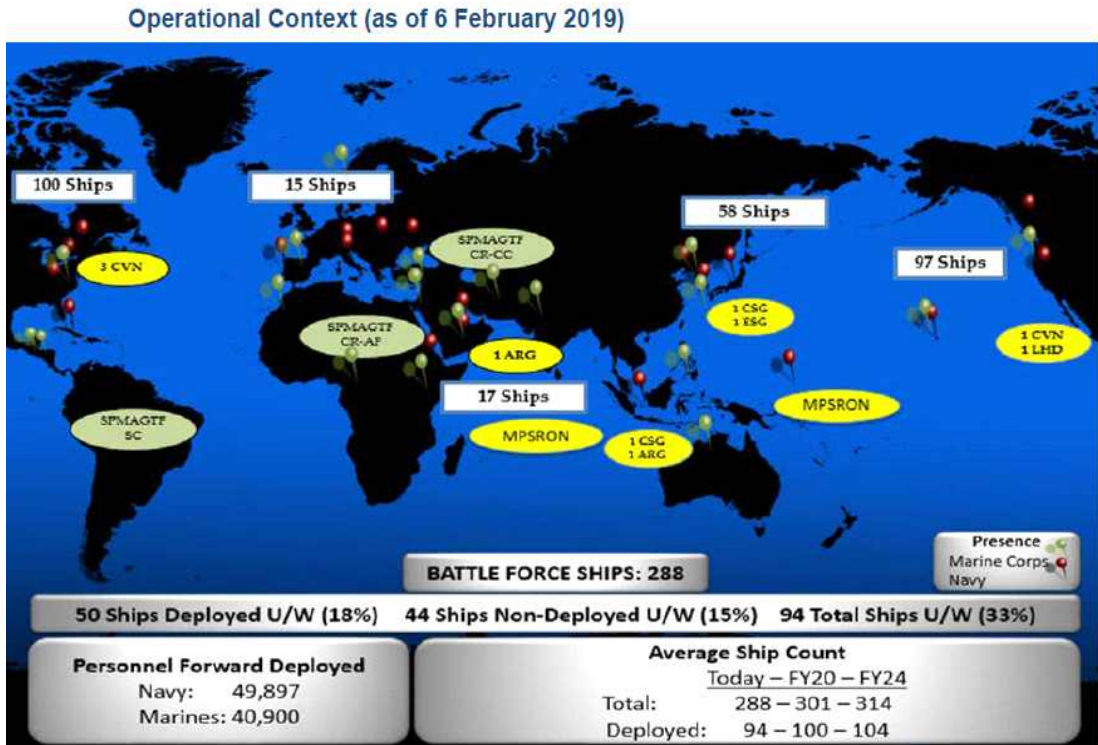 Operational Context (as of 6 February 2019)
100 Ships
15 Ships
58 Ships
97 Ships
3 CVN
SPMAGTF
CR-CC
1 CSG
1 ESG
SPMAGTF
CR-AF
1 ARG
1 CVN
1 LHD
17 Ships
SPMAGTF
SC
MPSRON
1 CSG
1 ARG
MPSRON
Presence
Marine Corps
Navy
BATTLE FORCE SHIPS: 288
50 Ships Deployed U/W (18%) 44 Ships Non-Deployed U/W (15%) 94 Total Ships U/W (33%)
Personnel Forward Deployed
Navy: 49,897
Marines: 40,900
Average Ship Count
Today – FY20 – FY24
Total: 288 – 301 – 314
Deployed: 94 – 100 – 104